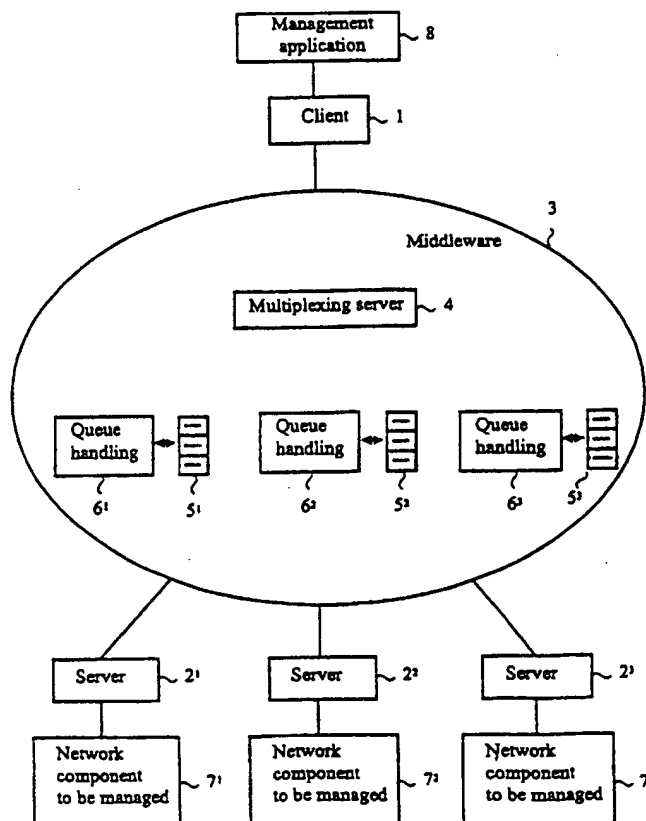 Management
application
8
Client
1
3
Middleware
Multiplexing server
4
Queue
handling
Queue
handling
Queue
handling
6¹
5¹
6²
5²
6³
5³
Server
2¹
Server
2²
Server
2³
Network
component
to be managed
7¹
Network
component
to be managed
7²
Network
component
to be managed
7